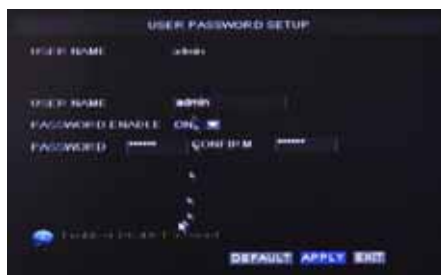 USER PASSWORD SETUP
USER NAME admin
USER NAME admin
PASSWORD ENABLE ON
PASSWORD ****** CONFIRM ******
DEFAULT APPLY EXIT